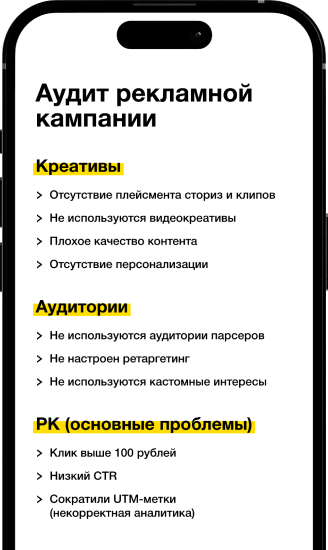 Аудит рекламной
кампании
Креативы
Отсутствие плейсмента сториз и клипов
Не используются видеокреативы
Плохое качество контента
Отсутствие персонализации
Аудитории
Не используются аудитории парсеров
Не настроен ретаргетинг
Не используются кастомные интересы
РК (основные проблемы)
Клик выше 100 рублей
Низкий CTR
Сократили UTM-метки
(некорректная аналитика)